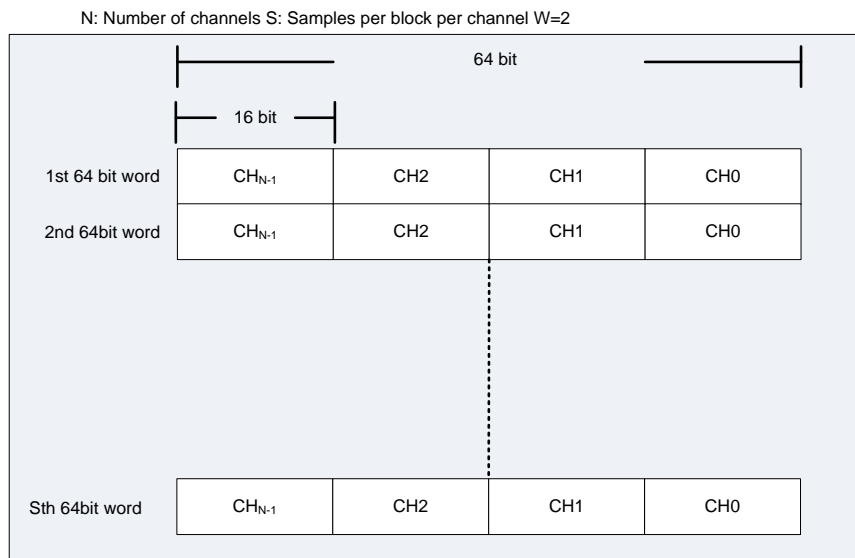 N: Number of channels S: Samples per block per channel W=2
64 bit
16 bit
1st 64 bit word CHN-1 CH2 CH1 CH0
2nd 64bit word CHN-1 CH2 CH1 CH0
Sth 64bit word CHN-1 CH2 CH1 CH0